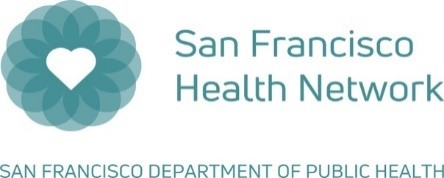 San Francisco
Health Network
SAN FRANCISCO DEPARTMENT OF PUBLIC HEALTH